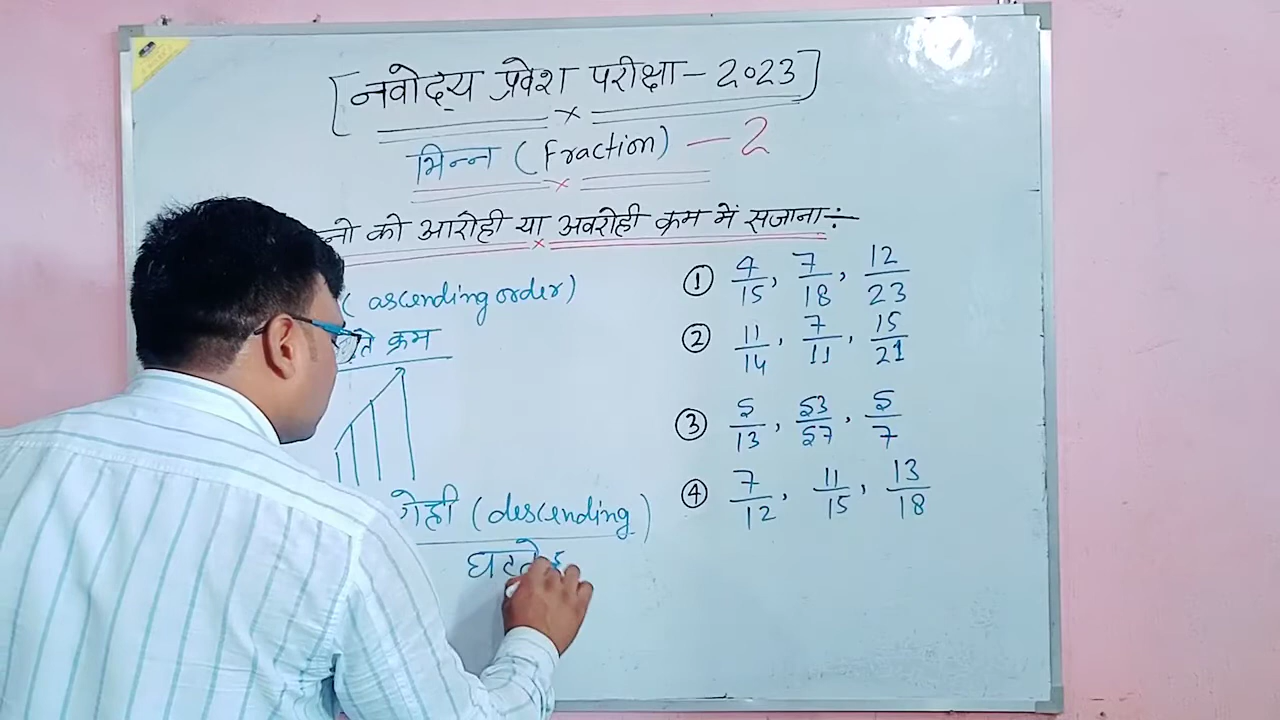 [नवोदय प्रवेश परीक्षा - 2023]
भिन्न (Fraction) - 2
को आरोही या अवरोही क्रम में सजाना :-
(ascending order)
क्रम
(descending)
घटते
① 4/15, 7/18, 12/23
② 11/14, 7/11, 15/21
③ 5/13, 53/57, 5/7
④ 7/12, 11/15, 13/18